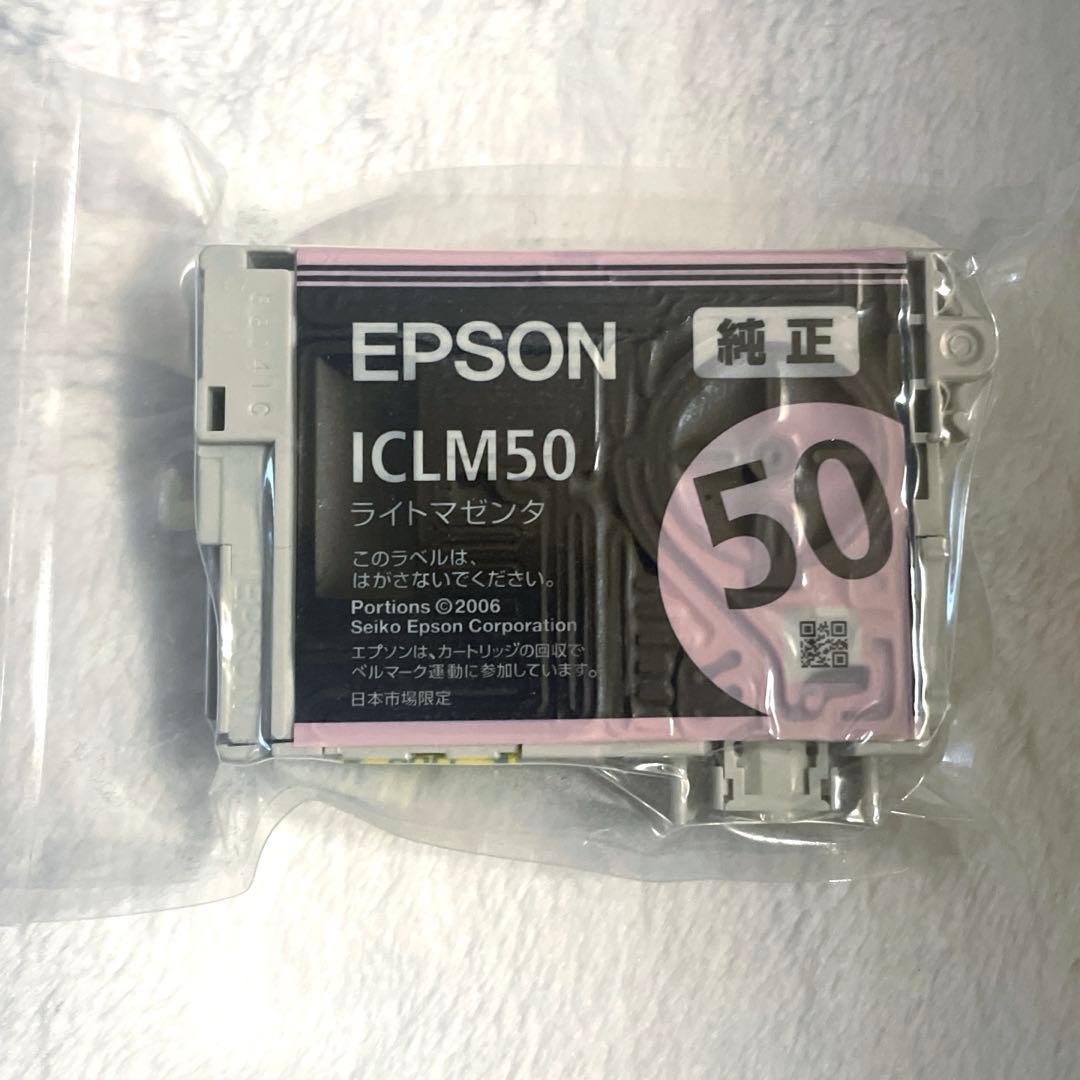 EPSON
純正
ICLM50
50
ライトマゼンタ
このラベルは、
はがさないでください。
Portions ©2006
Seiko Epson Corporation
エプソンは、カートリッジの回収で
ベルマーク運動に参加しています。
日本市場限定